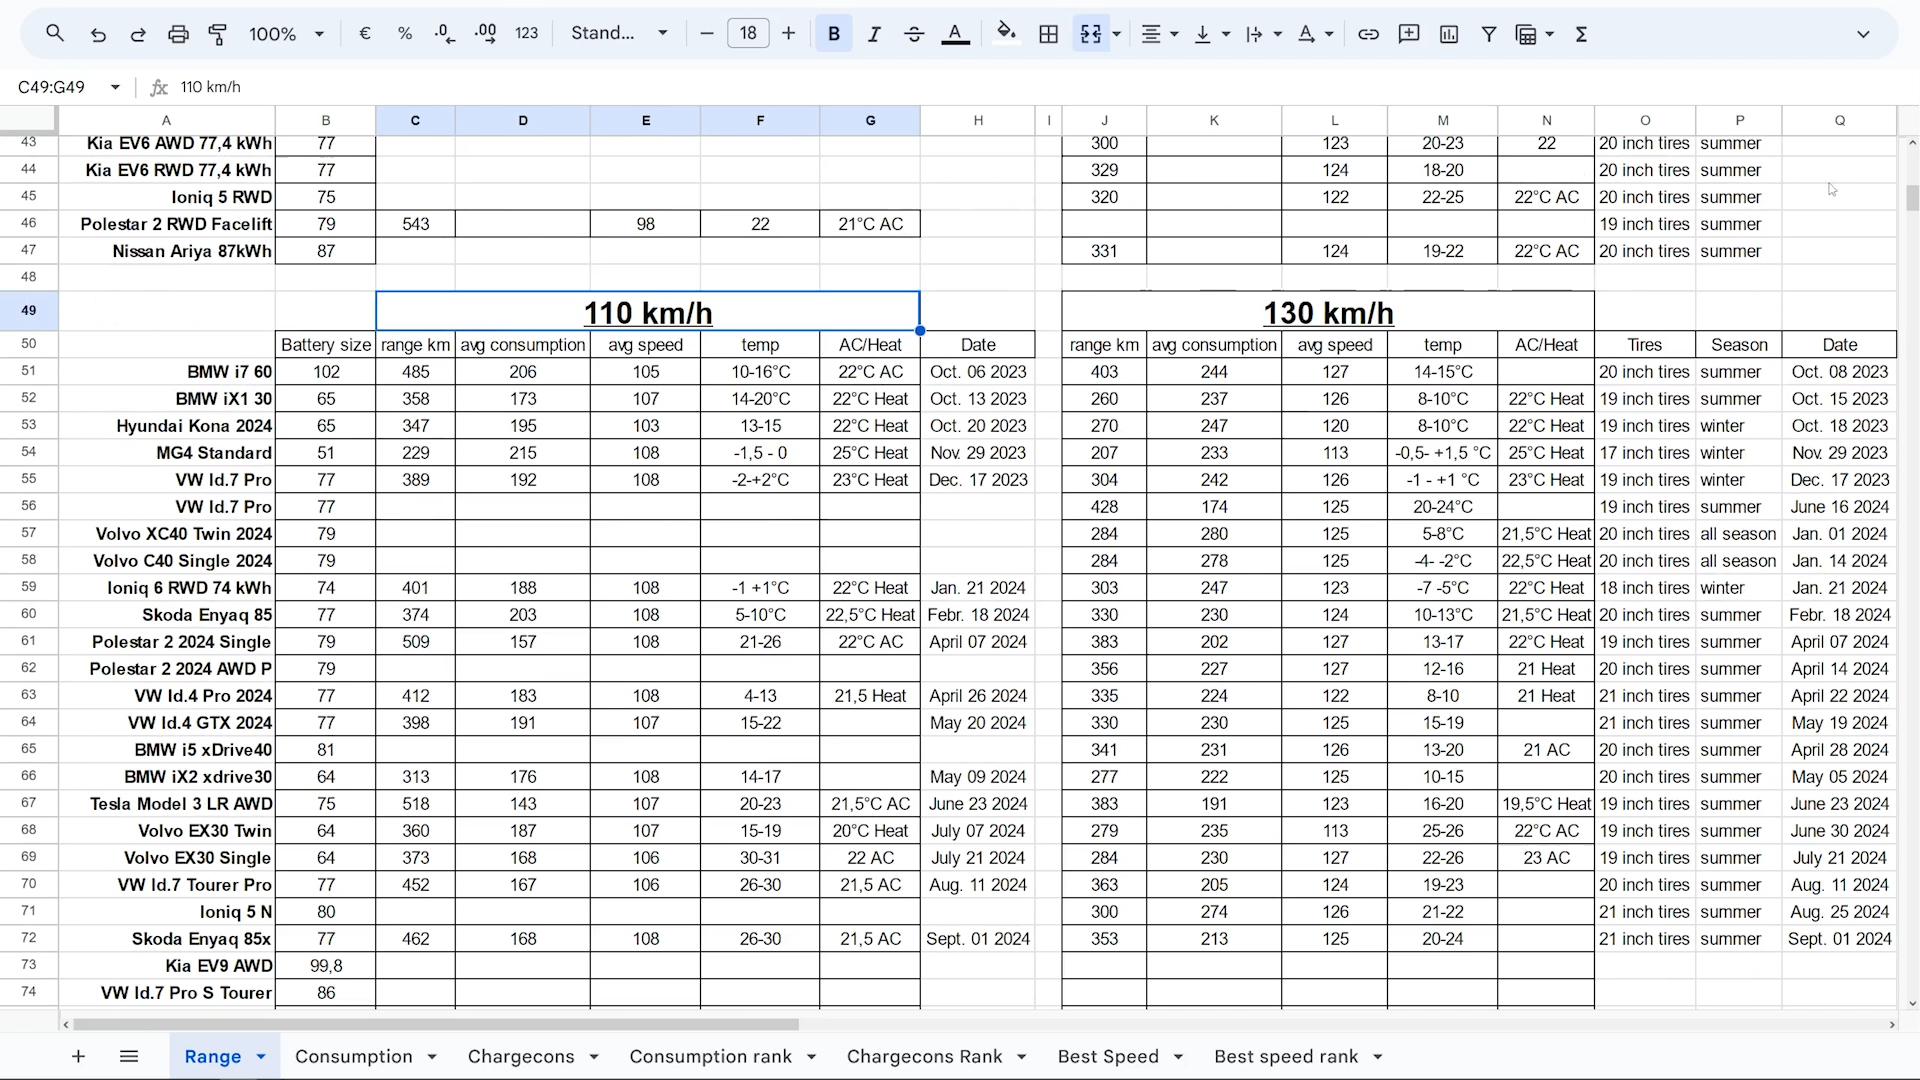 100% € % .0 .00 123 Stand... − 18 + B I S A Σ
C49:G49 fx 110 km/h
A B C D E F G H I J K L M N O P Q
43 Kia EV6 AWD 77,4 kWh 77 300 123 20-23 22 20 inch tires summer
44 Kia EV6 RWD 77,4 kWh 77 329 124 18-20 20 inch tires summer
45 Ioniq 5 RWD 75 320 122 22-25 22°C AC 20 inch tires summer
46 Polestar 2 RWD Facelift 79 543 98 22 21°C AC 19 inch tires summer
47 Nissan Ariya 87kWh 87 331 124 19-22 22°C AC 20 inch tires summer
48
49 110 km/h 130 km/h
50 Battery size range km avg consumption avg speed temp AC/Heat Date range km avg consumption avg speed temp AC/Heat Tires Season Date
51 BMW i7 60 102 485 206 105 10-16°C 22°C AC Oct. 06 2023 403 244 127 14-15°C 20 inch tires summer Oct. 08 2023
52 BMW iX1 30 65 358 173 107 14-20°C 22°C Heat Oct. 13 2023 260 237 126 8-10°C 22°C Heat 19 inch tires summer Oct. 15 2023
53 Hyundai Kona 2024 65 347 195 103 13-15 22°C Heat Oct. 20 2023 270 247 120 8-10°C 22°C Heat 19 inch tires winter Oct. 18 2023
54 MG4 Standard 51 229 215 108 -1,5 - 0 25°C Heat Nov. 29 2023 207 233 113 -0,5- +1,5 °C 25°C Heat 17 inch tires winter Nov. 29 2023
55 VW Id.7 Pro 77 389 192 108 -2-+2°C 23°C Heat Dec. 17 2023 304 242 126 -1 - +1 °C 23°C Heat 19 inch tires winter Dec. 17 2023
56 VW Id.7 Pro 77 428 174 125 20-24°C 19 inch tires summer June 16 2024
57 Volvo XC40 Twin 2024 79 284 280 125 5-8°C 21,5°C Heat 20 inch tires all season Jan. 01 2024
58 Volvo C40 Single 2024 79 284 278 125 -4- -2°C 22,5°C Heat 20 inch tires all season Jan. 14 2024
59 Ioniq 6 RWD 74 kWh 74 401 188 108 -1 +1°C 22°C Heat Jan. 21 2024 303 247 123 -7 -5°C 22°C Heat 18 inch tires winter Jan. 21 2024
60 Skoda Enyaq 85 77 374 203 108 5-10°C 22,5°C Heat Febr. 18 2024 330 230 124 10-13°C 21,5°C Heat 20 inch tires summer Febr. 18 2024
61 Polestar 2 2024 Single 79 509 157 108 21-26 22°C AC April 07 2024 383 202 127 13-17 22°C Heat 19 inch tires summer April 07 2024
62 Polestar 2 2024 AWD P 79 356 227 127 12-16 21 Heat 20 inch tires summer April 14 2024
63 VW Id.4 Pro 2024 77 412 183 108 4-13 21,5 Heat April 26 2024 335 224 122 8-10 21 Heat 21 inch tires summer April 22 2024
64 VW Id.4 GTX 2024 77 398 191 107 15-22 May 20 2024 330 230 125 15-19 21 inch tires summer May 19 2024
65 BMW i5 xDrive40 81 341 231 126 13-20 21 AC 20 inch tires summer April 28 2024
66 BMW iX2 xdrive30 64 313 176 108 14-17 May 09 2024 277 222 125 10-15 20 inch tires summer May 05 2024
67 Tesla Model 3 LR AWD 75 518 143 107 20-23 21,5°C AC June 23 2024 383 191 123 16-20 19,5°C Heat 19 inch tires summer June 23 2024
68 Volvo EX30 Twin 64 360 187 107 15-19 20°C Heat July 07 2024 279 235 113 25-26 22°C AC 19 inch tires summer June 30 2024
69 Volvo EX30 Single 64 373 168 106 30-31 22 AC July 21 2024 284 230 127 22-26 23 AC 19 inch tires summer July 21 2024
70 VW Id.7 Tourer Pro 77 452 167 106 26-30 21,5 AC Aug. 11 2024 363 205 124 19-23 20 inch tires summer Aug. 11 2024
71 Ioniq 5 N 80 300 274 126 21-22 21 inch tires summer Aug. 25 2024
72 Skoda Enyaq 85x 77 462 168 108 26-30 21,5 AC Sept. 01 2024 353 213 125 20-24 21 inch tires summer Sept. 01 2024
73 Kia EV9 AWD 99,8
74 VW Id.7 Pro S Tourer 86
+ Range Consumption Chargecons Consumption rank Chargecons Rank Best Speed Best speed rank